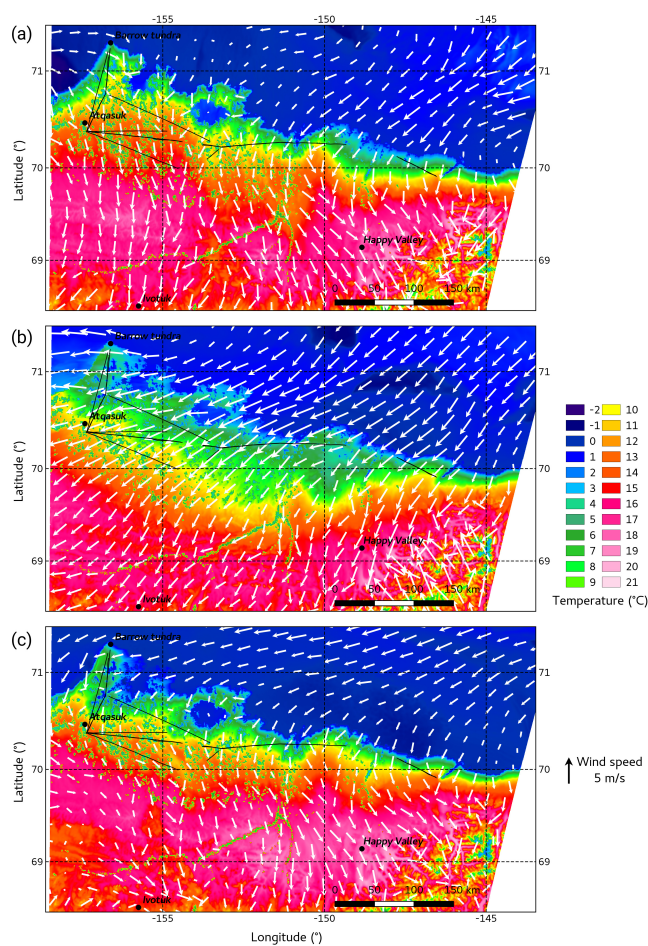 -155 -150 -145
(a)
Barrow tundra
71 71
Atqasuk
Latitude (°)
70 70
Happy Valley
69 69
0 50 100 150 km
Ivotuk
(b)
Barrow tundra
71 71
Atqasuk
Latitude (°)
70 70
Happy Valley
69 69
0 50 100 150 km
Ivotuk
-2 10
-1 11
0 12
1 13
2 14
3 15
4 16
5 17
6 18
7 19
8 20
9 21
Temperature (°C)
(c)
Barrow tundra
71 71
Atqasuk
Latitude (°)
70 70
Wind speed
5 m/s
Happy Valley
69 69
0 50 100 150 km
Ivotuk
-155 -150 -145
Longitude (°)